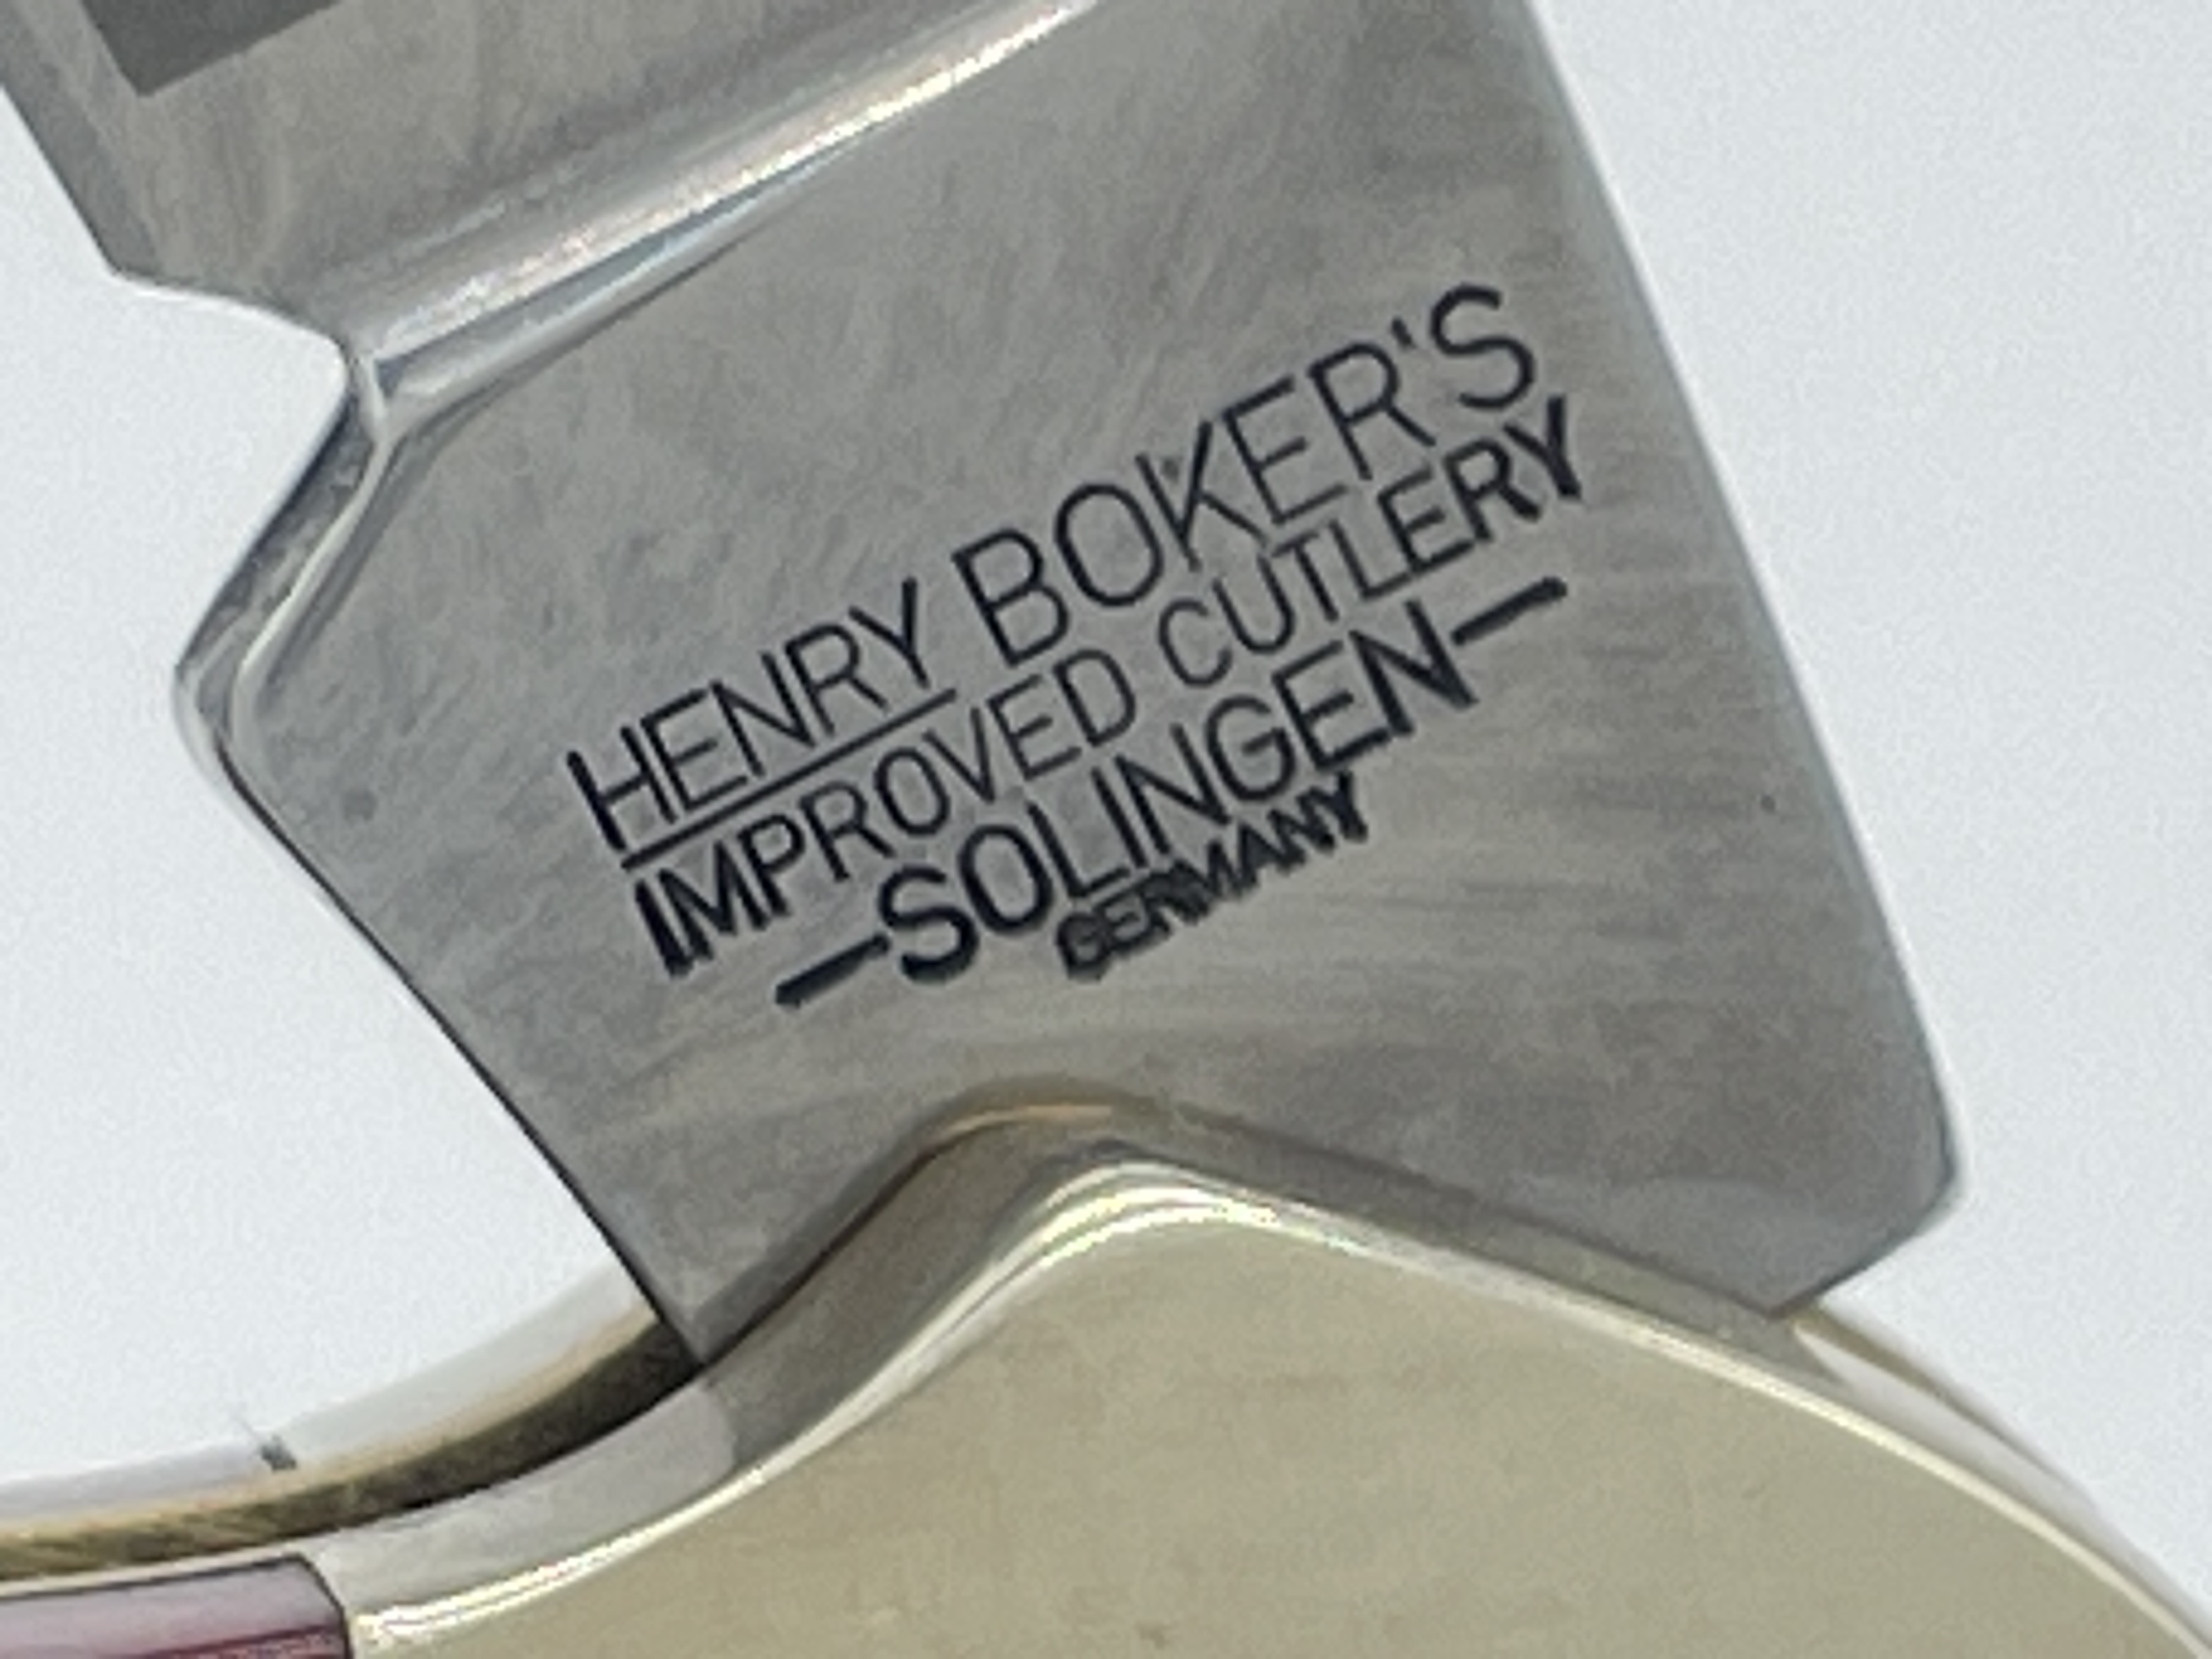 HENRY BOKER'S
IMPROVED CUTLERY
—SOLINGEN—
GERMANY